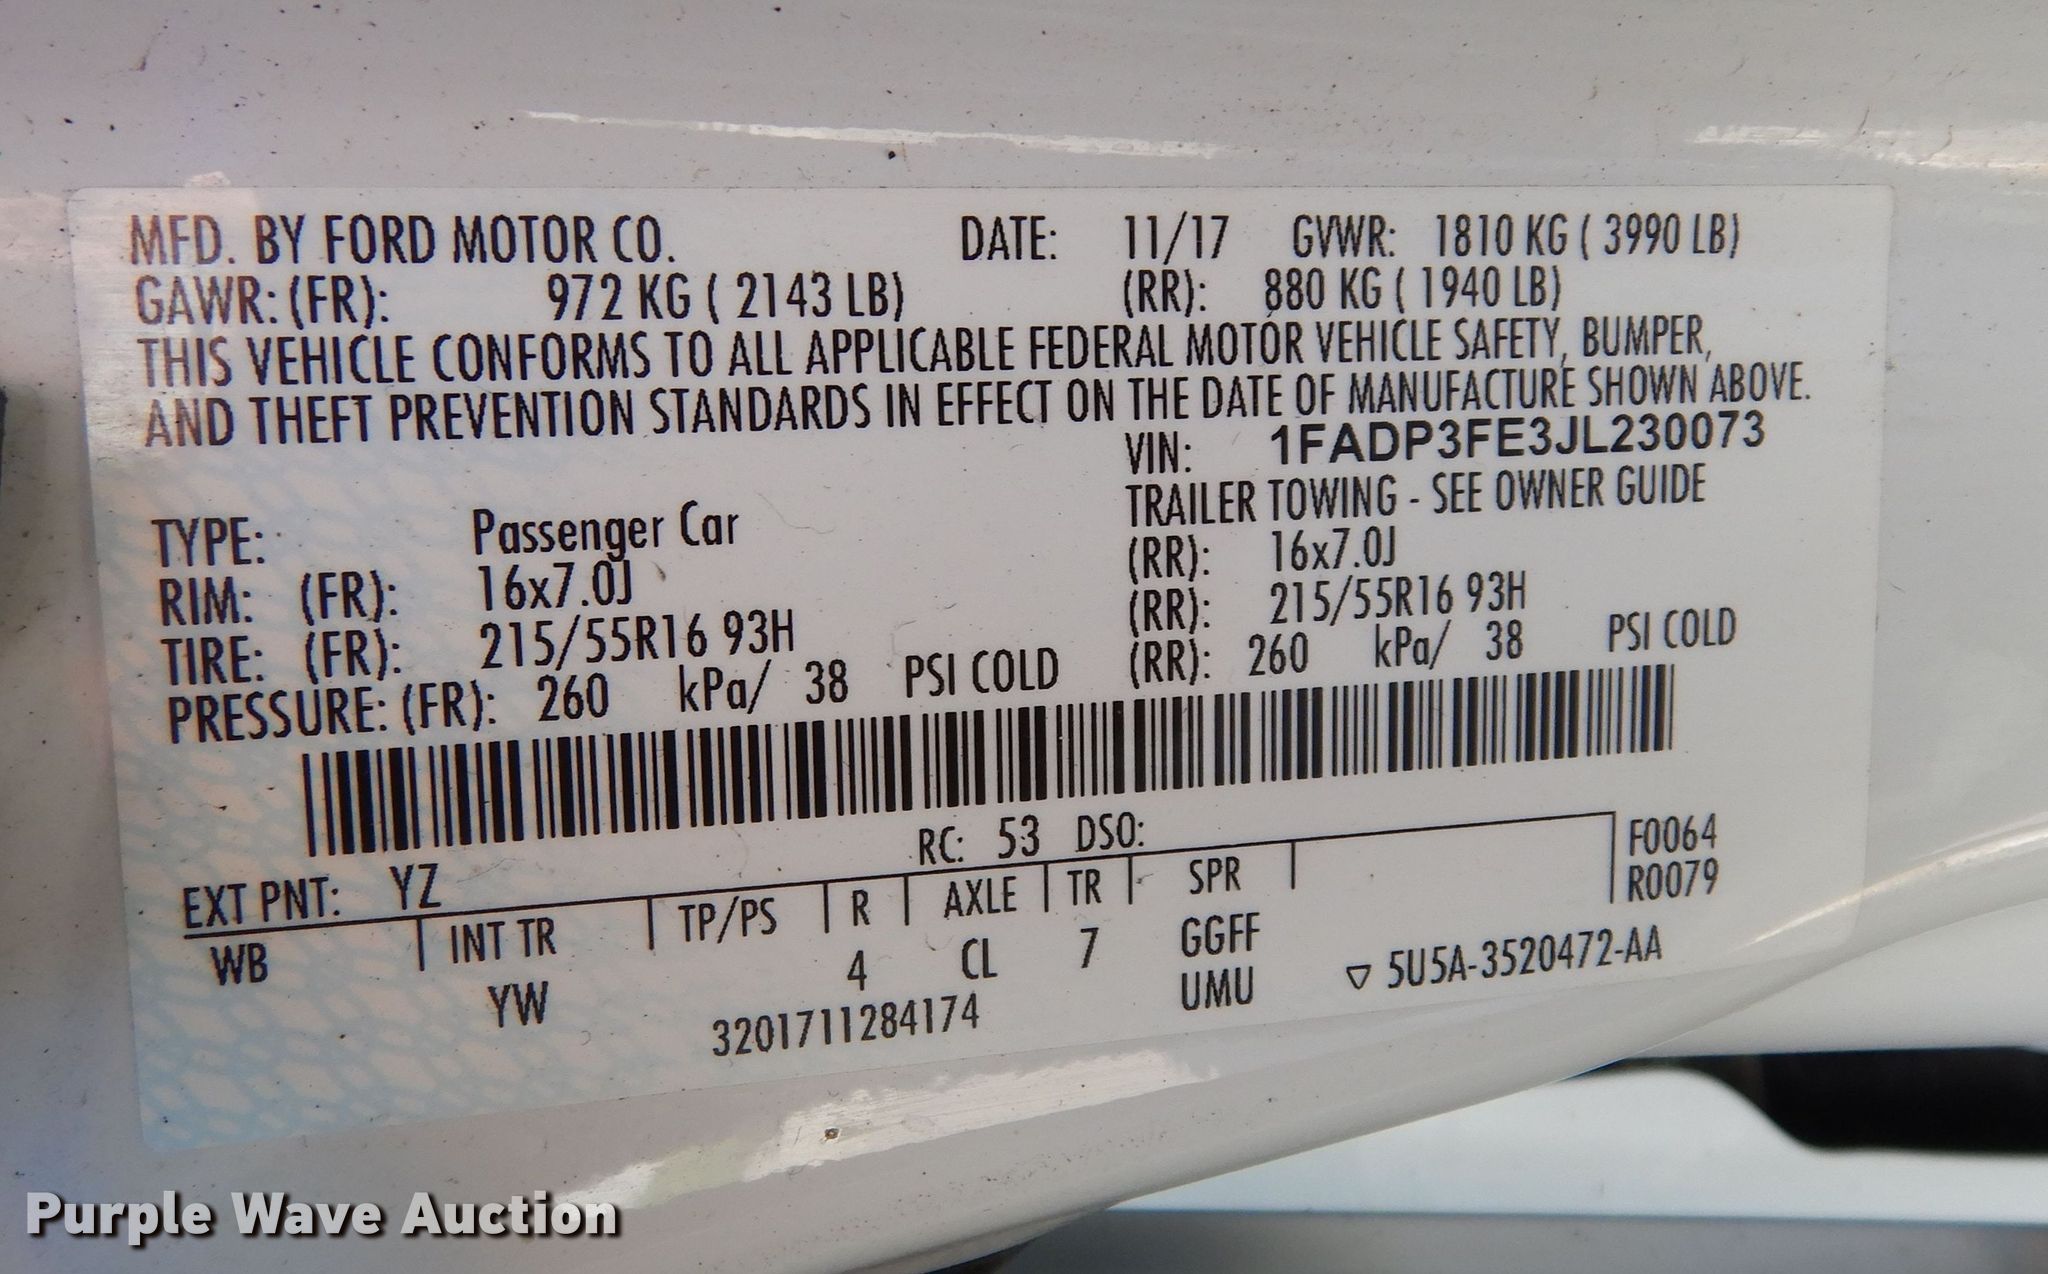 MFD. BY FORD MOTOR CO. DATE: 11/17 GVWR: 1810 KG ( 3990 LB)
GAWR: (FR): 972 KG ( 2143 LB) (RR): 880 KG ( 1940 LB)
THIS VEHICLE CONFORMS TO ALL APPLICABLE FEDERAL MOTOR VEHICLE SAFETY, BUMPER,
AND THEFT PREVENTION STANDARDS IN EFFECT ON THE DATE OF MANUFACTURE SHOWN ABOVE.
VIN: 1FADP3FE3JL230073
TYPE: Passenger Car TRAILER TOWING - SEE OWNER GUIDE
RIM: (FR): 16x7.0J (RR): 16x7.0J
TIRE: (FR): 215/55R16 93H (RR): 215/55R16 93H
PRESSURE: (FR): 260 kPa/ 38 PSI COLD (RR): 260 kPa/ 38 PSI COLD
EXT PNT: YZ RC: 53 DSO: F0064
WB INT TR TP/PS R AXLE TR SPR R0079
YW 4 CL 7 GGFF
3201711284174 UMU ▽ 5U5A-3520472-AA
Purple Wave Auction